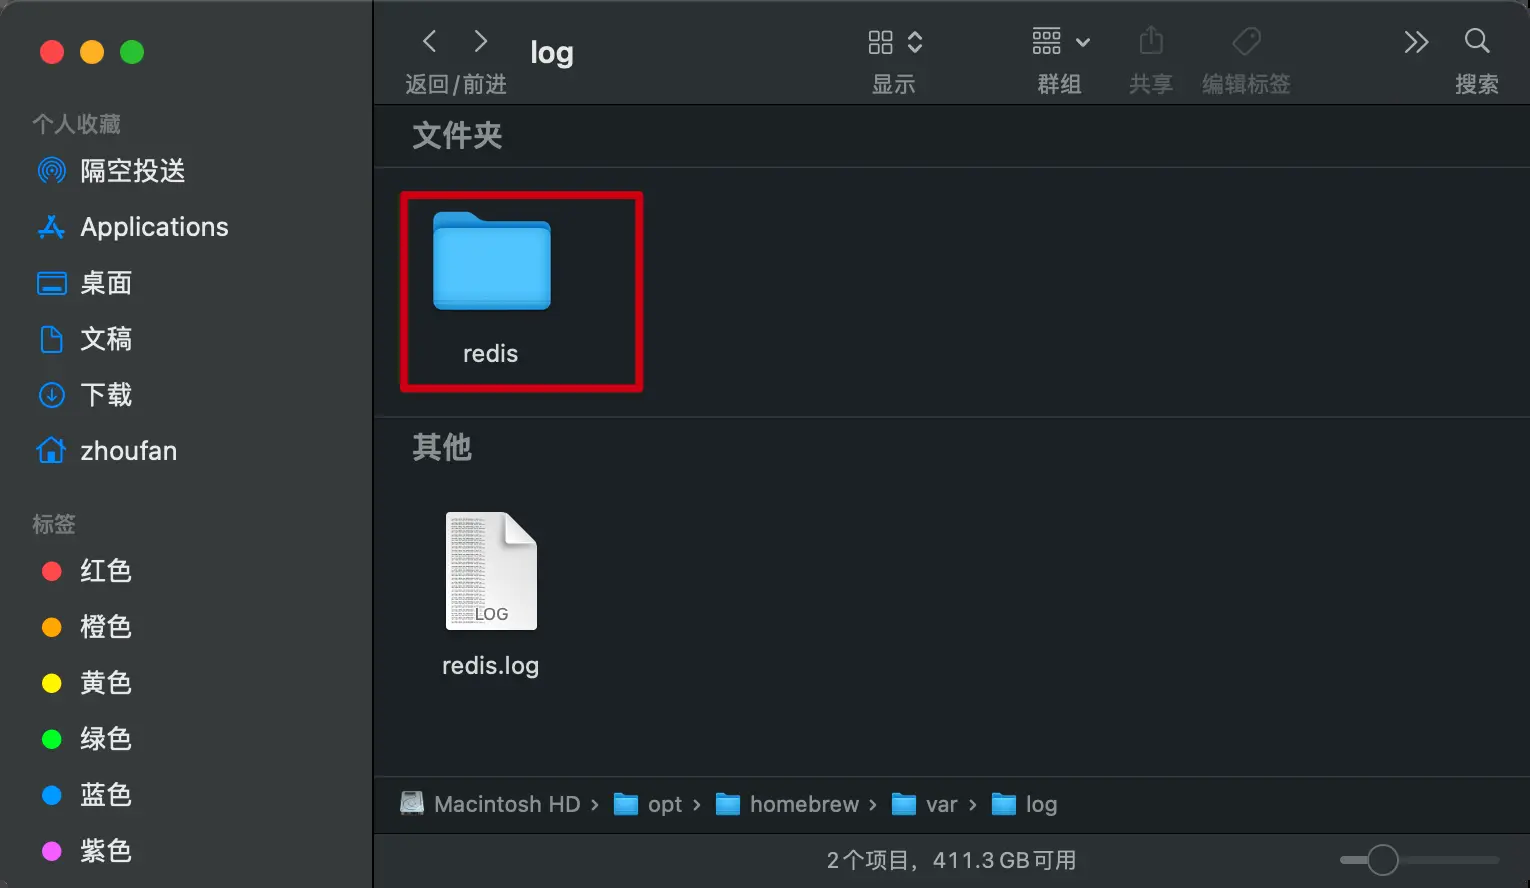 个人收藏
隔空投送
Applications
桌面
文稿
下载
zhoufan
标签
红色
橙色
黄色
绿色
蓝色
紫色
返回/前进
log
显示
群组
共享
编辑标签
搜索
文件夹
redis
其他
LOG
redis.log
Macintosh HD › opt › homebrew › var › log
2个项目，411.3 GB可用